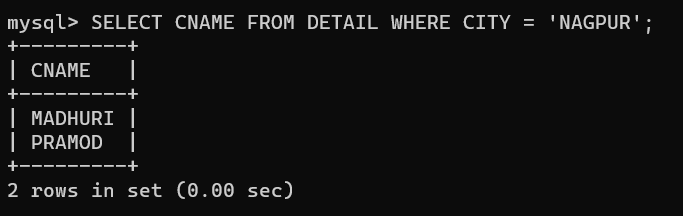 mysql> SELECT CNAME FROM DETAIL WHERE CITY = 'NAGPUR';
+---------+
| CNAME   |
+---------+
| MADHURI |
| PRAMOD  |
+---------+
2 rows in set (0.00 sec)